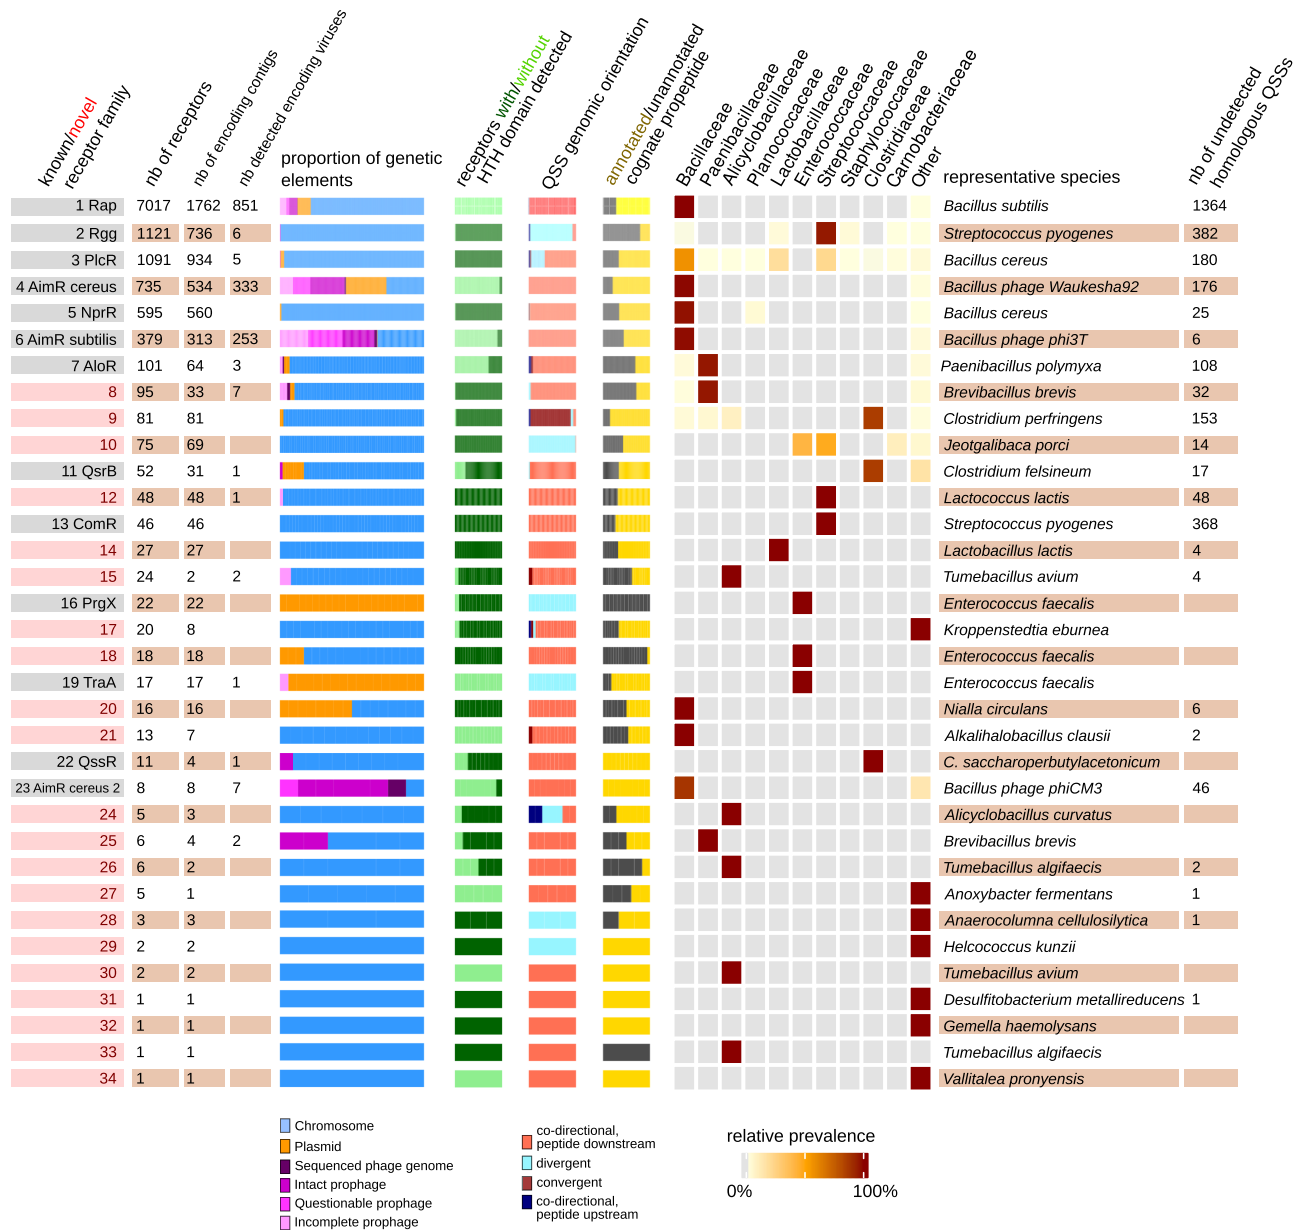 known/novel
receptor family
nb of receptors
nb of encoding contigs
nb detected encoding viruses
proportion of genetic
elements
receptors with/without
HTH domain detected
QSS genomic orientation
annotated/unannotated
cognate propeptide
Bacillaceae
Paenibacillaceae
Alicyclobacillaceae
Planococcaceae
Lactobacillaceae
Enterococcaceae
Streptococcaceae
Staphylococcaceae
Clostridiaceae
Carnobacteriaceae
Other
representative species
nb of undetected
homologous QSSs
1 Rap 7017 1762 851 Bacillus subtilis 1364
2 Rgg 1121 736 6 Streptococcus pyogenes 382
3 PlcR 1091 934 5 Bacillus cereus 180
4 AimR cereus 735 534 333 Bacillus phage Waukesha92 176
5 NprR 595 560 Bacillus cereus 25
6 AimR subtilis 379 313 253 Bacillus phage phi3T 6
7 AloR 101 64 3 Paenibacillus polymyxa 108
8 95 33 7 Brevibacillus brevis 32
9 81 81 Clostridium perfringens 153
10 75 69 Jeotgalibaca porci 14
11 QsrB 52 31 1 Clostridium felsineum 17
12 48 48 1 Lactococcus lactis 48
13 ComR 46 46 Streptococcus pyogenes 368
14 27 27 Lactobacillus lactis 4
15 24 2 2 Tumebacillus avium 4
16 PrgX 22 22 Enterococcus faecalis
17 20 8 Kroppenstedtia eburnea
18 18 18 Enterococcus faecalis
19 TraA 17 17 1 Enterococcus faecalis
20 16 16 Nialla circulans 6
21 13 7 Alkalihalobacillus clausii 2
22 QssR 11 4 1 C. saccharoperbutylacetonicum
23 AimR cereus 2 8 8 7 Bacillus phage phiCM3 46
24 5 3 Alicyclobacillus curvatus
25 6 4 2 Brevibacillus brevis
26 6 2 Tumebacillus algifaecis 2
27 5 1 Anoxybacter fermentans 1
28 3 3 Anaerocolumna cellulosilytica 1
29 2 2 Helcococcus kunzii
30 2 2 Tumebacillus avium
31 1 1 Desulfitobacterium metallireducens 1
32 1 1 Gemella haemolysans
33 1 1 Tumebacillus algifaecis
34 1 1 Vallitalea pronyensis
Chromosome
Plasmid
Sequenced phage genome
Intact prophage
Questionable prophage
Incomplete prophage
co-directional,
peptide downstream
divergent
convergent
co-directional,
peptide upstream
relative prevalence
0% 100%